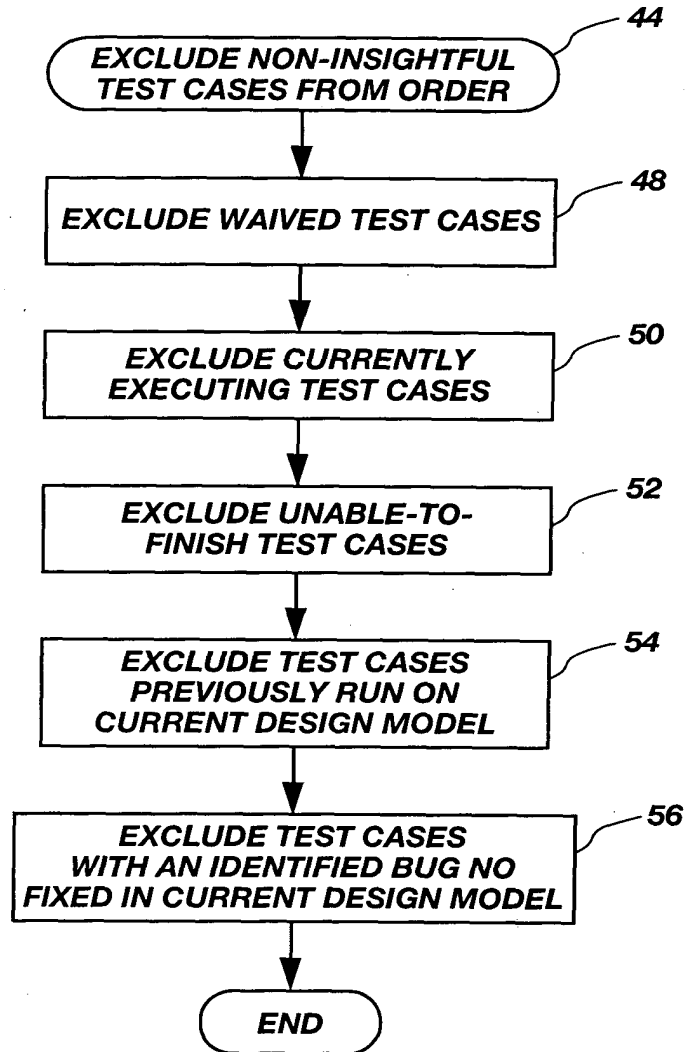 44
EXCLUDE NON-INSIGHTFUL
TEST CASES FROM ORDER
48
EXCLUDE WAIVED TEST CASES
50
EXCLUDE CURRENTLY
EXECUTING TEST CASES
52
EXCLUDE UNABLE-TO-
FINISH TEST CASES
54
EXCLUDE TEST CASES
PREVIOUSLY RUN ON
CURRENT DESIGN MODEL
56
EXCLUDE TEST CASES
WITH AN IDENTIFIED BUG NO
FIXED IN CURRENT DESIGN MODEL
END